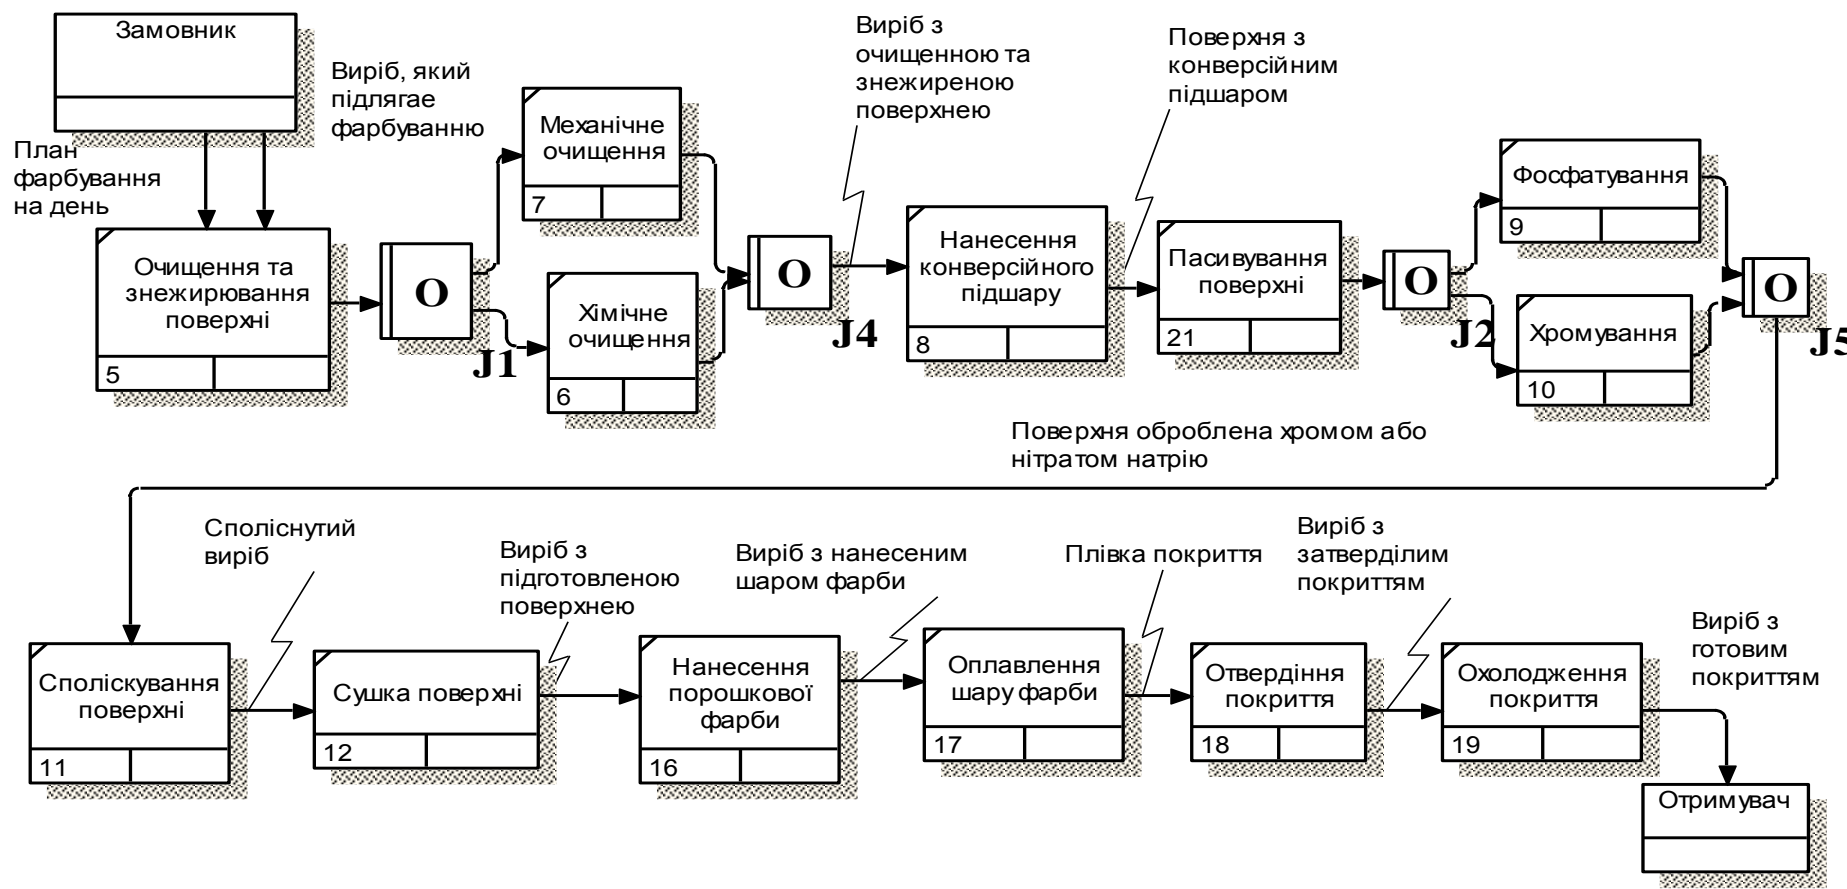 Замовник
План
фарбування
на день
Виріб, який
підлягає
фарбуванню
Очищення та
знежирювання
поверхні
5
O
J1
Механічне
очищення
7
Хімічне
очищення
6
O
J4
Виріб з
очищенною та
знежиреною
поверхнею
Нанесення
конверсійного
підшару
8
Поверхня з
конверсійним
підшаром
Пасивування
поверхні
21
O
J2
Фосфатування
9
Хромування
10
O
J5
Поверхня оброблена хромом або
нітратом натрію
Споліскування
поверхні
11
Споліснутий
виріб
Сушка поверхні
12
Виріб з
підготовленою
поверхнею
Нанесення
порошкової
фарби
16
Виріб з нанесеним
шаром фарби
Оплавлення
шару фарби
17
Плівка покриття
Отвердіння
покриття
18
Виріб з
затверділим
покриттям
Охолодження
покриття
19
Виріб з
готовим
покриттям
Отримувач